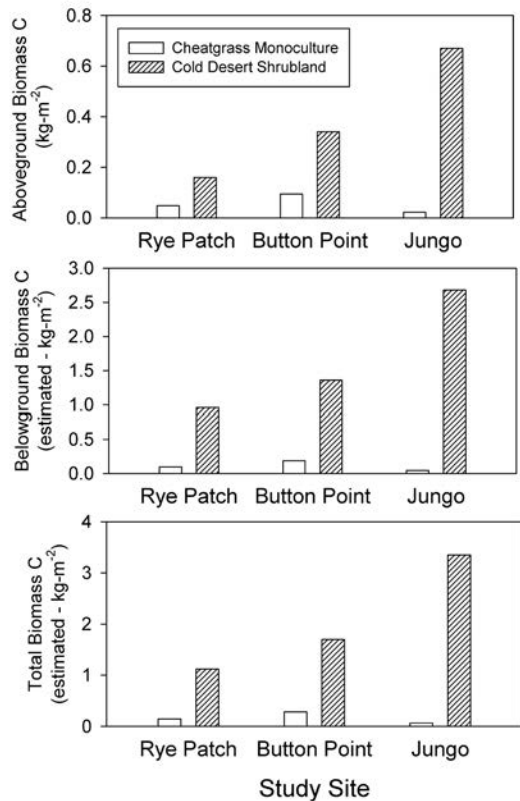 Aboveground Biomass C
(kg-m-2)
0.8
0.6
0.4
0.2
0.0
Cheatgrass Monoculture
Cold Desert Shrubland
Rye Patch Button Point Jungo
Belowground Biomass C
(estimated - kg-m-2)
3.0
2.5
2.0
1.5
1.0
0.5
0.0
Rye Patch Button Point Jungo
Total Biomass C
(estimated - kg-m-2)
4
3
2
1
0
Rye Patch Button Point Jungo
Study Site